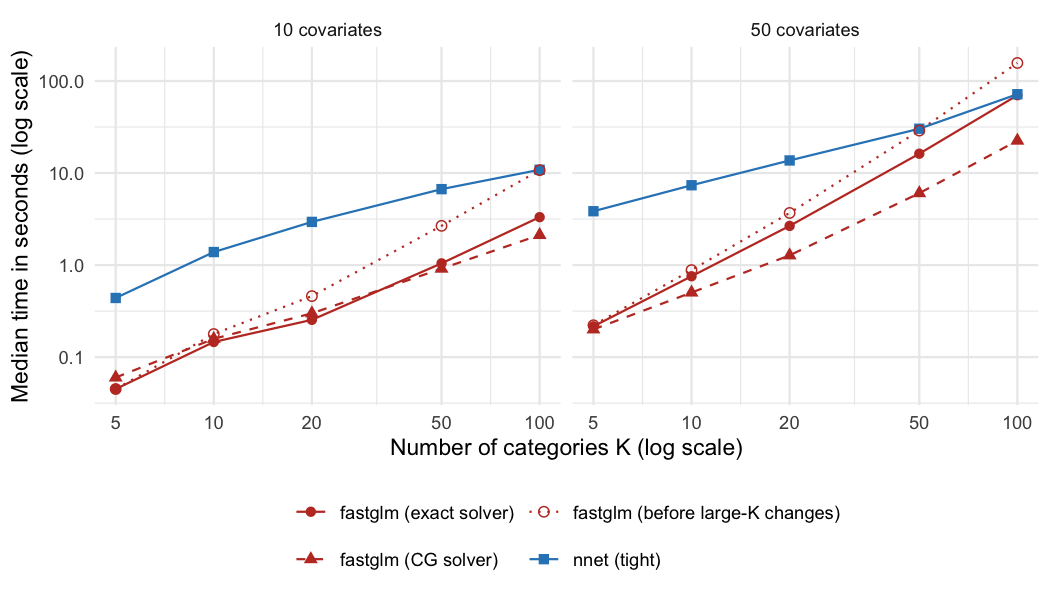 10 covariates 50 covariates
Median time in seconds (log scale)
100.0
10.0
1.0
0.1
5 10 20 50 100 5 10 20 50 100
Number of categories K (log scale)
fastglm (exact solver) fastglm (before large-K changes)
fastglm (CG solver) nnet (tight)